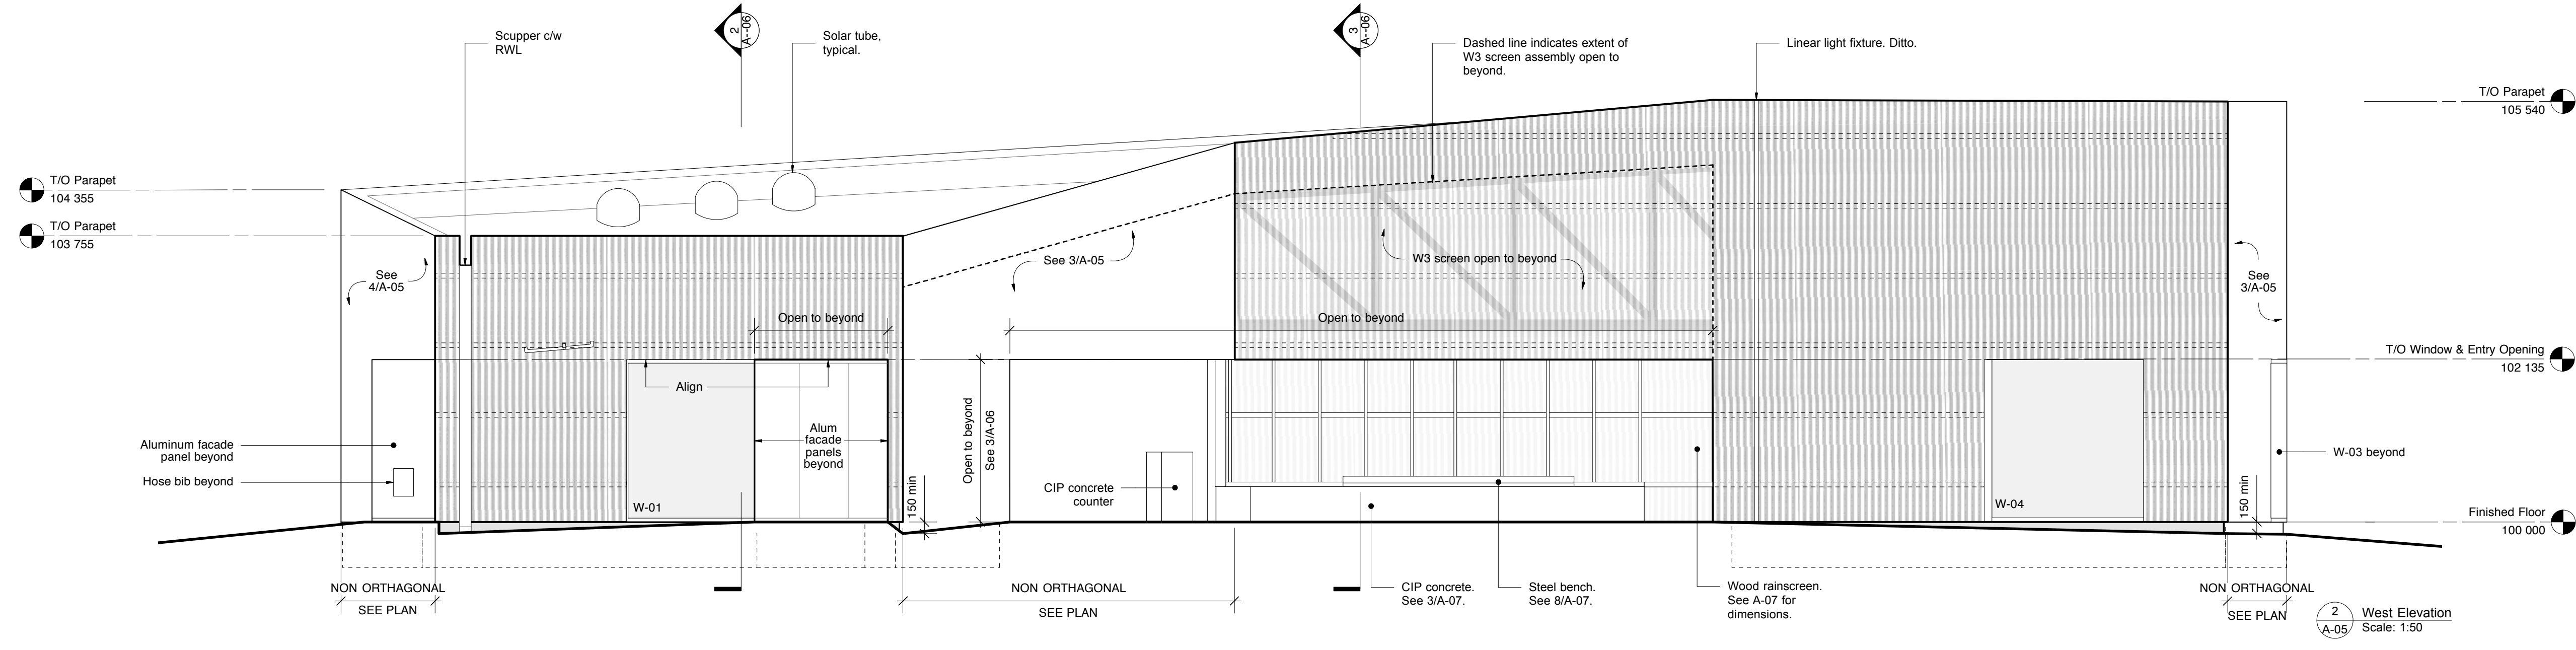 2
A--06
3
A--06
Scupper c/w
RWL
Solar tube,
typical.
Dashed line indicates extent of
W3 screen assembly open to
beyond.
Linear light fixture. Ditto.
T/O Parapet
105 540
T/O Parapet
104 355
T/O Parapet
103 755
See
4/A-05
See 3/A-05
W3 screen open to beyond
See
3/A-05
Open to beyond
Open to beyond
T/O Window & Entry Opening
102 135
Align
Aluminum facade
panel beyond
Hose bib beyond
Alum
facade
panels
beyond
Open to beyond
See 3/A-06
CIP concrete
counter
W-03 beyond
150 min
150 min
W-01
W-04
Finished Floor
100 000
NON ORTHAGONAL
SEE PLAN
NON ORTHAGONAL
SEE PLAN
CIP concrete.
See 3/A-07.
Steel bench.
See 8/A-07.
Wood rainscreen.
See A-07 for
dimensions.
NON ORTHAGONAL
SEE PLAN
2
A-05
West Elevation
Scale: 1:50